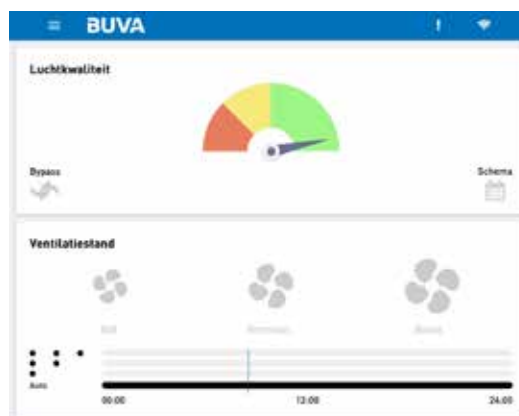 BUVA
Luchtkwaliteit
Bypass
Schema
Ventilatiestand
Auto
00:00 12:00 24:00